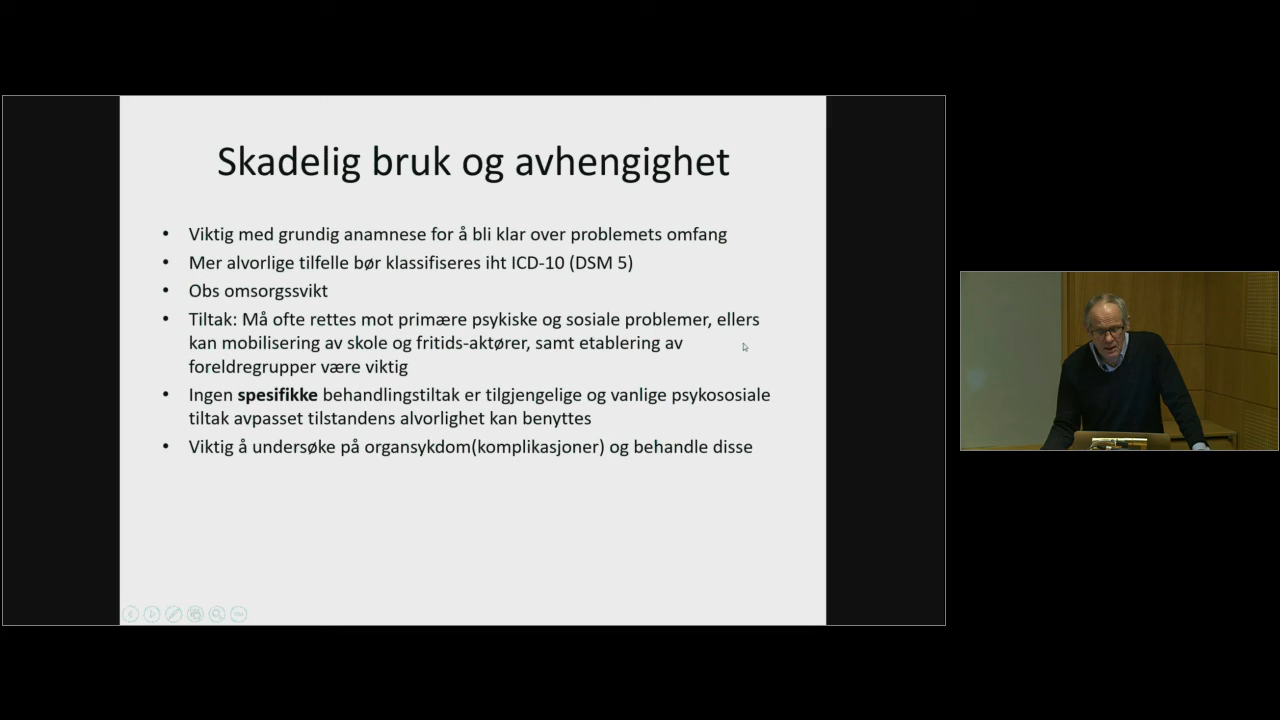 Skadelig bruk og avhengighet
• Viktig med grundig anamnese for å bli klar over problemets omfang
• Mer alvorlige tilfelle bør klassifiseres iht ICD-10 (DSM 5)
• Obs omsorgssvikt
• Tiltak: Må ofte rettes mot primære psykiske og sosiale problemer, ellers
kan mobilisering av skole og fritids-aktører, samt etablering av
foreldregrupper være viktig
• Ingen spesifikke behandlingstiltak er tilgjengelige og vanlige psykososiale
tiltak avpasset tilstandens alvorlighet kan benyttes
• Viktig å undersøke på organsykdom(komplikasjoner) og behandle disse